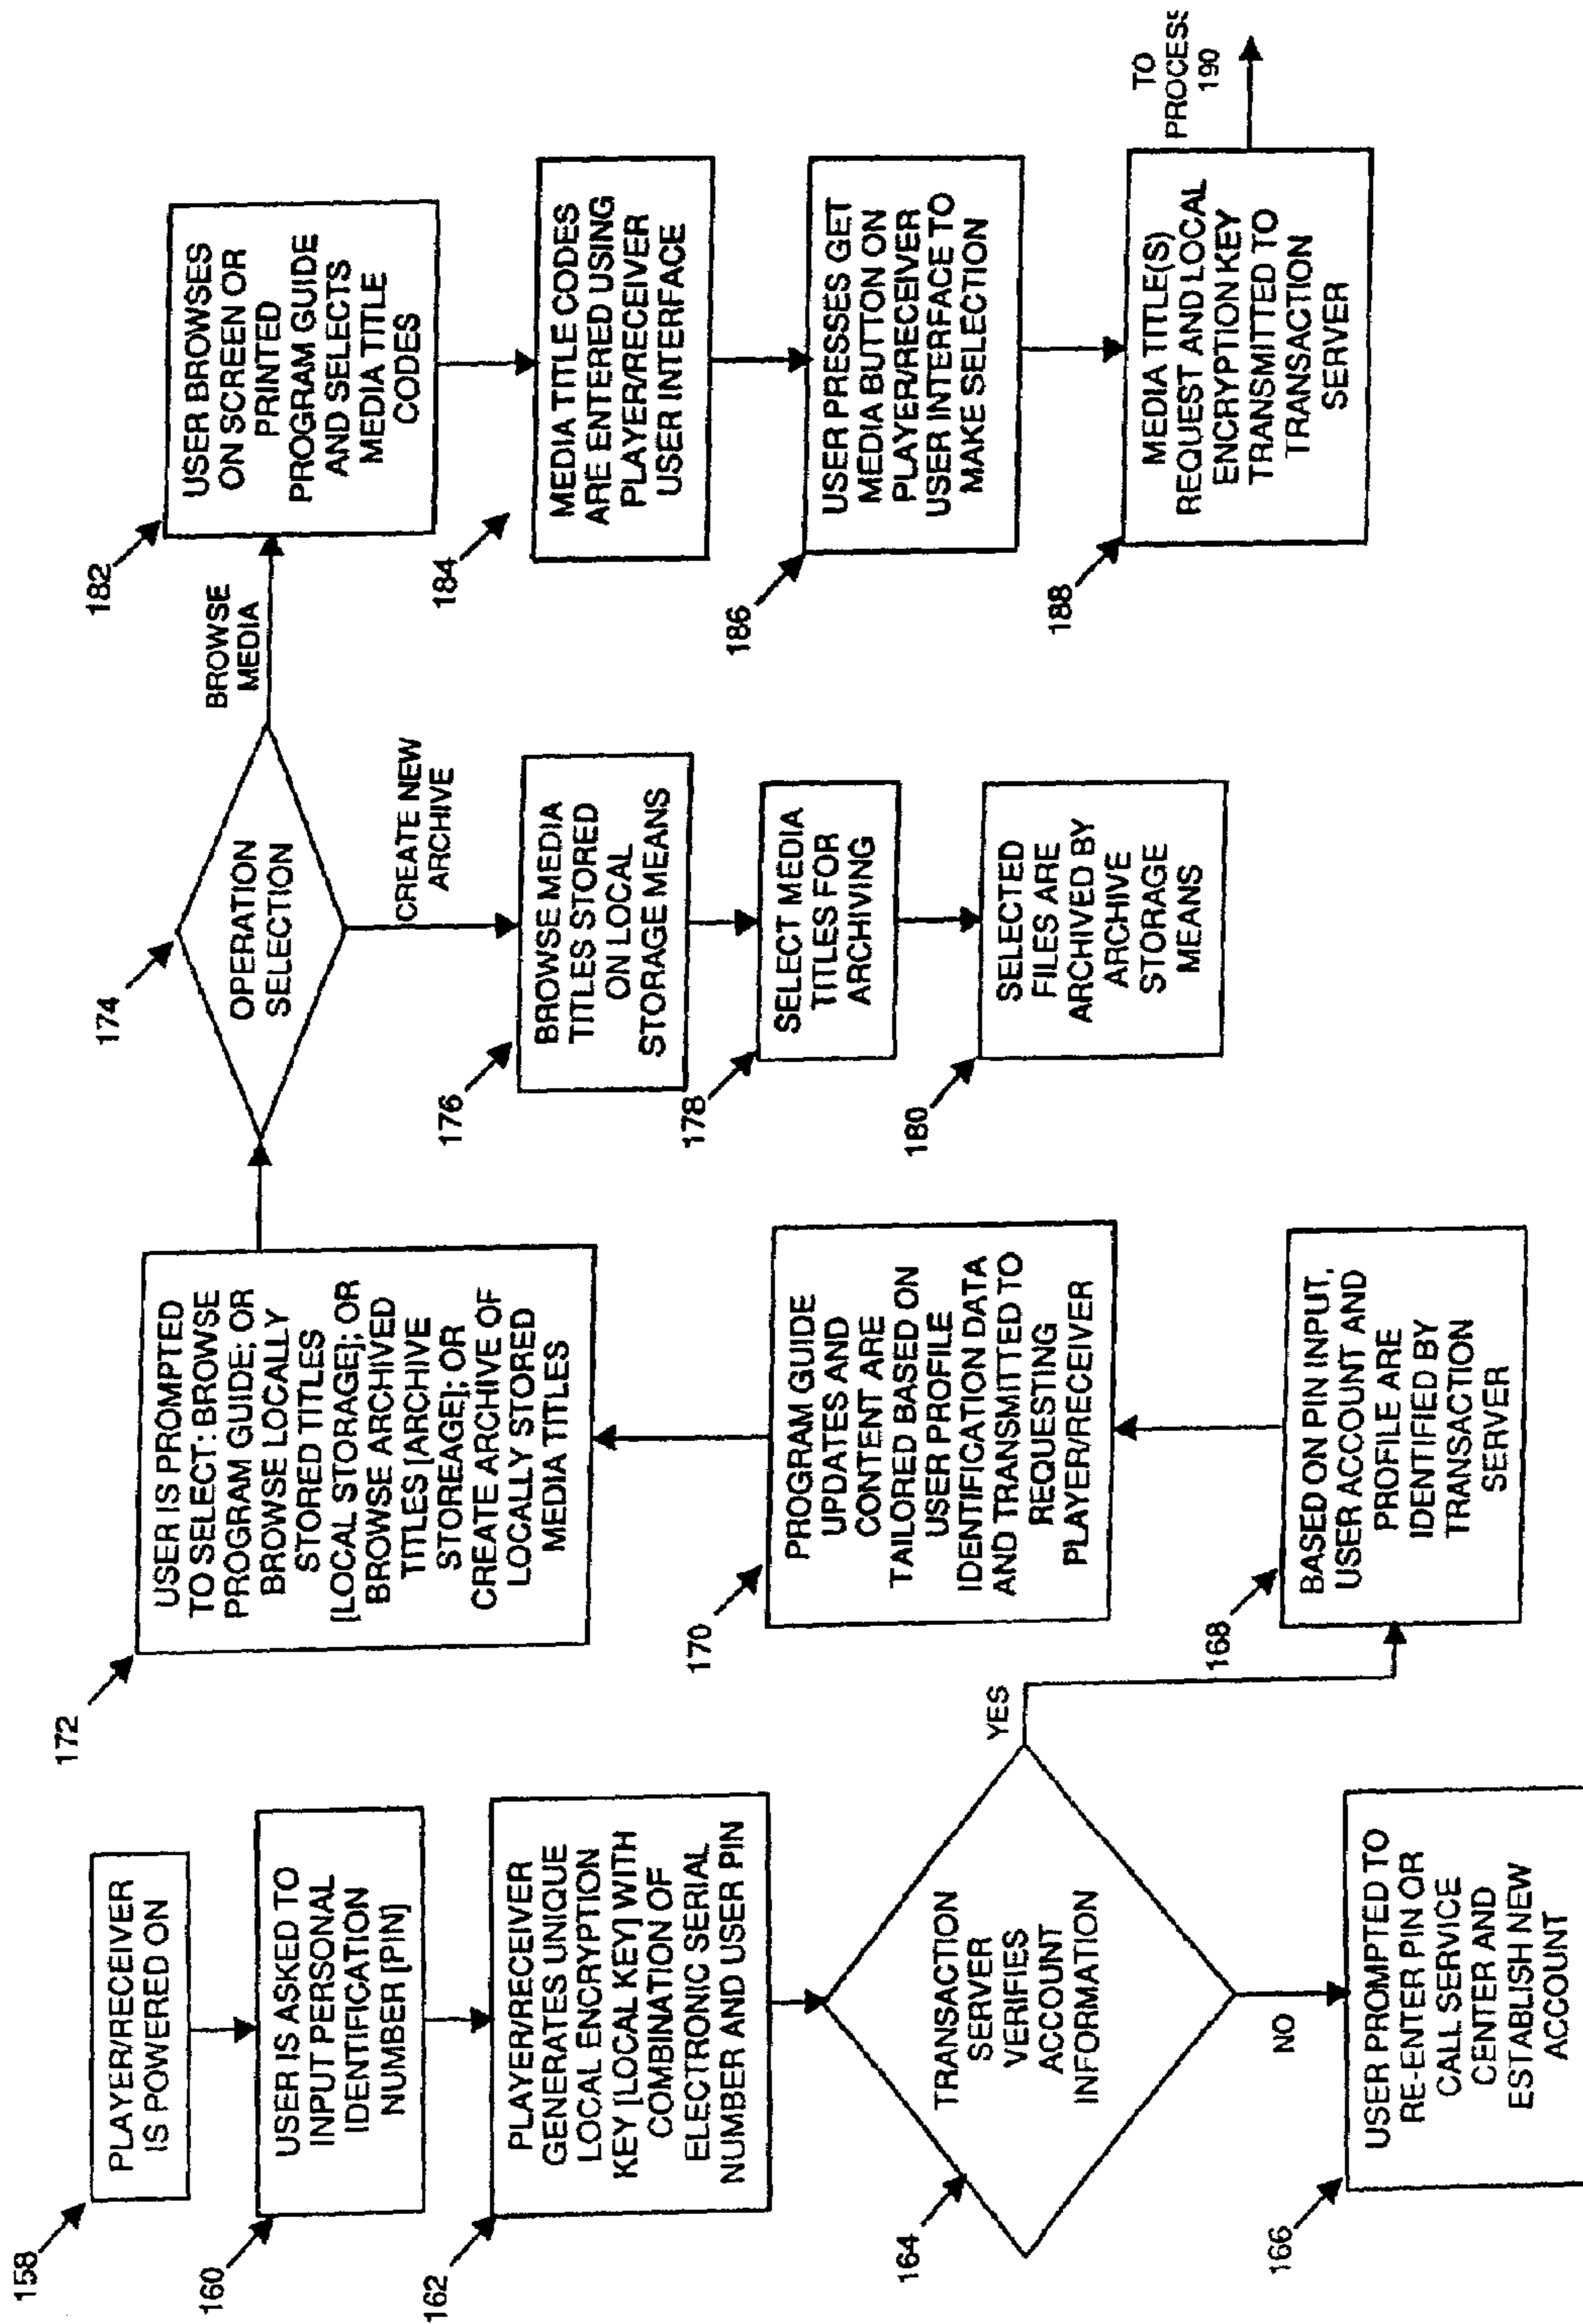 158
PLAYER/RECEIVER
IS POWERED ON
160
USER IS ASKED TO
INPUT PERSONAL
IDENTIFICATION
NUMBER [PIN]
162
PLAYER/RECEIVER
GENERATES UNIQUE
LOCAL ENCRYPTION
KEY [LOCAL KEY] WITH
COMBINATION OF
ELECTRONIC SERIAL
NUMBER AND USER PIN
164
TRANSACTION
SERVER
VERIFIES
ACCOUNT
INFORMATION
YES
NO
166
USER PROMPTED TO
RE-ENTER PIN OR
CALL SERVICE
CENTER AND
ESTABLISH NEW
ACCOUNT
168
BASED ON PIN INPUT,
USER ACCOUNT AND
PROFILE ARE
IDENTIFIED BY
TRANSACTION
SERVER
170
PROGRAM GUIDE
UPDATES AND
CONTENT ARE
TAILORED BASED ON
USER PROFILE
IDENTIFICATION DATA
AND TRANSMITTED TO
REQUESTING
PLAYER/RECEIVER
172
USER IS PROMPTED
TO SELECT: BROWSE
PROGRAM GUIDE; OR
BROWSE LOCALLY
STORED TITLES
[LOCAL STORAGE]; OR
BROWSE ARCHIVED
TITLES [ARCHIVE
STOREAGE]; OR
CREATE ARCHIVE OF
LOCALLY STORED
MEDIA TITLES
174
OPERATION
SELECTION
CREATE NEW
ARCHIVE
BROWSE
MEDIA
176
BROWSE MEDIA
TITLES STORED
ON LOCAL
STORAGE MEANS
178
SELECT MEDIA
TITLES FOR
ARCHIVING
180
SELECTED
FILES ARE
ARCHIVED BY
ARCHIVE
STORAGE
MEANS
182
USER BROWSES
ON SCREEN OR
PRINTED
PROGRAM GUIDE
AND SELECTS
MEDIA TITLE
CODES
184
MEDIA TITLE CODES
ARE ENTERED USING
PLAYER/RECEIVER
USER INTERFACE
186
USER PRESSES GET
MEDIA BUTTON ON
PLAYER/RECEIVER
USER INTERFACE TO
MAKE SELECTION
188
MEDIA TITLE(S)
REQUEST AND LOCAL
ENCRYPTION KEY
TRANSMITTED TO
TRANSACTION
SERVER
TO
PROCESS
190